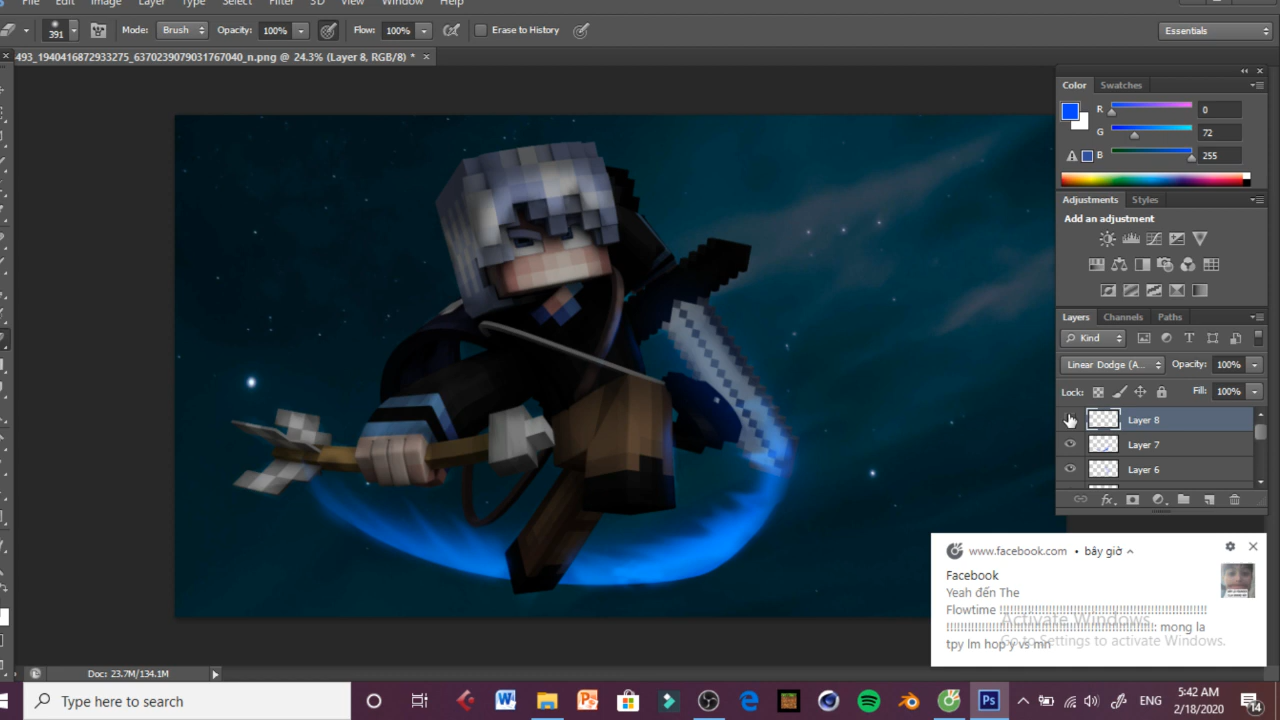 File Edit Image Layer Type Select Filter 3D View Window Help
391 Mode: Brush Opacity: 100% Flow: 100% Erase to History Essentials
493_1940416872933275_6370239079031767040_n.png @ 24.3% (Layer 8, RGB/8) * ×
Color Swatches
R 0
G 72
B 255
Adjustments Styles
Add an adjustment
Layers Channels Paths
Kind
Linear Dodge (A... Opacity: 100%
Lock: Fill: 100%
Layer 8
Layer 7
Layer 6
www.facebook.com • bây giờ
Facebook
Yeah đến The
Flowtime !!!!!!!!!!!!!!!!!!!!!!!!!!!!!!!!!!!!!!!!!!!!!!!!!!!!!!!!!!
!!!!!!!!!!!!!!!!!!!!!!!!!!!!!!!!!!!!!!!!!!!!!!!!!!!!!!!!!!: mong la
tpy lm hop y vs mn
Activate Windows
Go to Settings to activate Windows.
Doc: 23.7M/134.1M
Type here to search
ENG
5:42 AM
2/18/2020
14